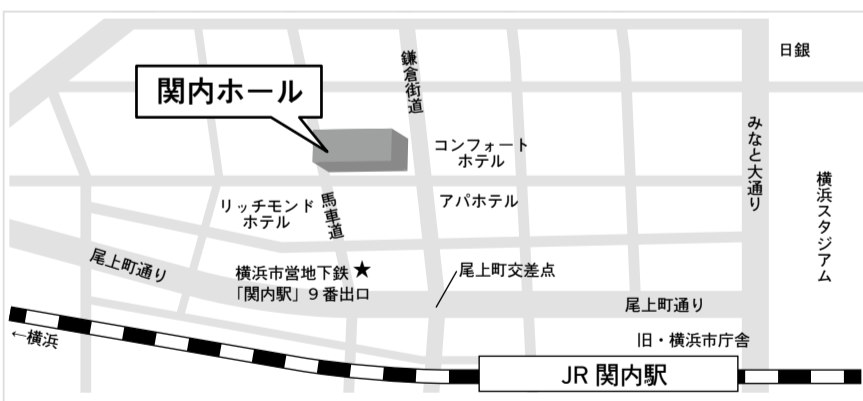 日銀
鎌倉街道
関内ホール
みなと大通り
コンフォート
ホテル
横浜スタジアム
リッチモンド
ホテル
馬車道
アパホテル
尾上町通り
横浜市営地下鉄 ★
「関内駅」9番出口
尾上町交差点
尾上町通り
←横浜
旧・横浜市庁舎
JR 関内駅